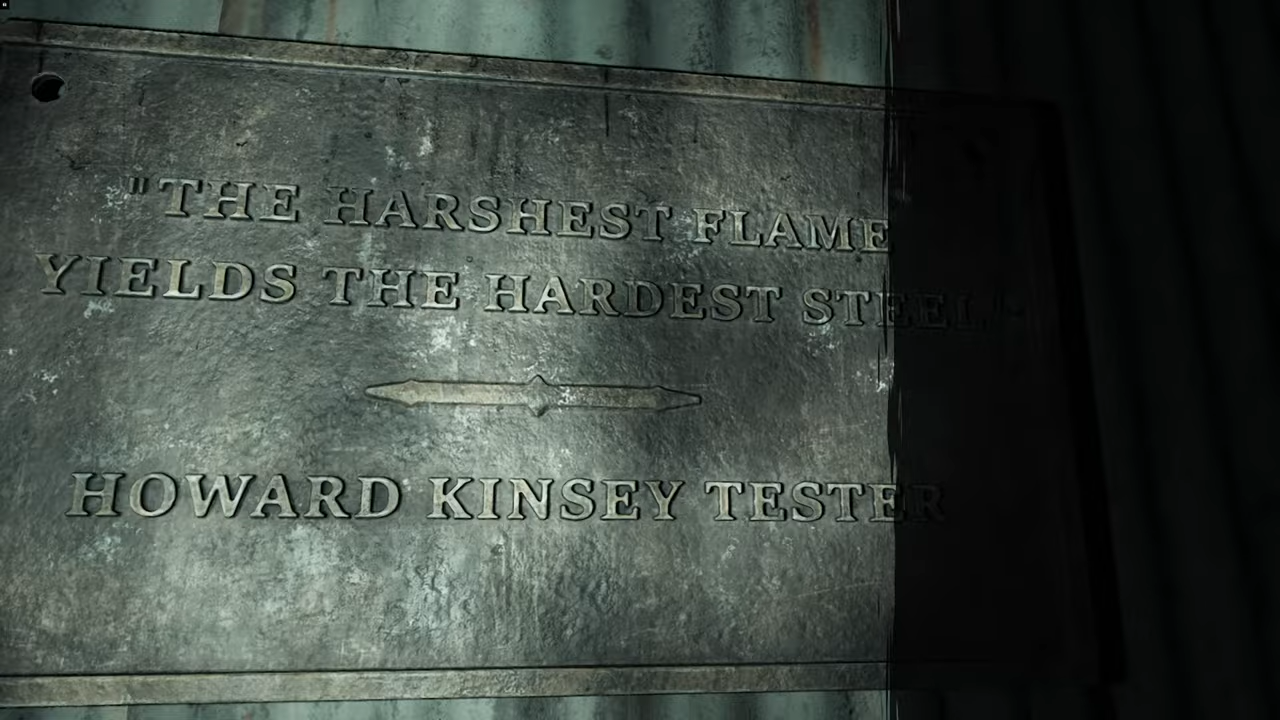 "THE HARSHEST FLAME
YIELDS THE HARDEST STEEL"
HOWARD KINSEY TESTER